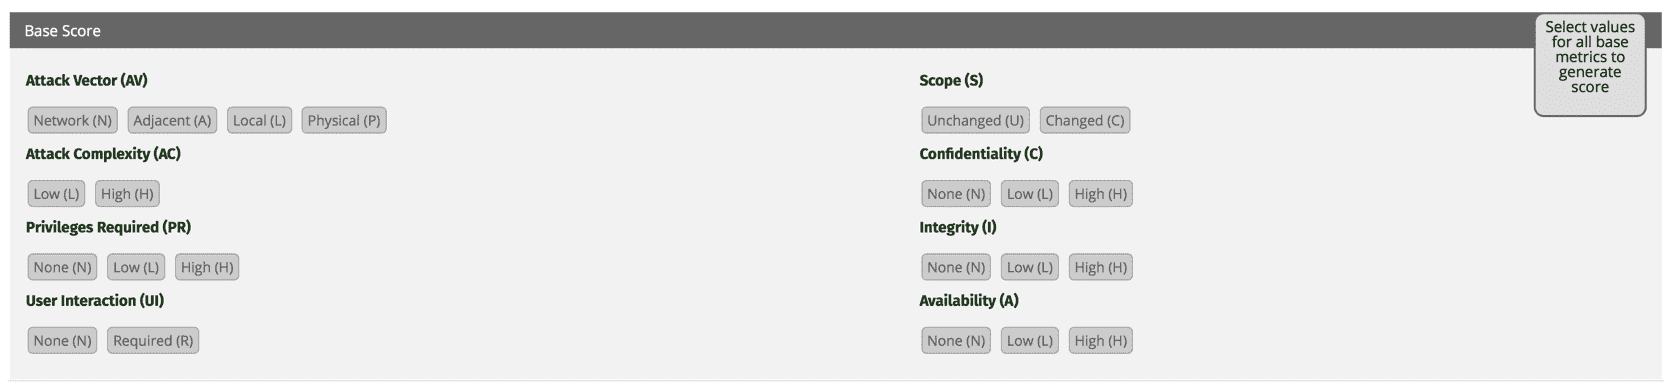 Base Score
Select values
for all base
metrics to
generate
score
Attack Vector (AV)
Network (N) Adjacent (A) Local (L) Physical (P)
Attack Complexity (AC)
Low (L) High (H)
Privileges Required (PR)
None (N) Low (L) High (H)
User Interaction (UI)
None (N) Required (R)
Scope (S)
Unchanged (U) Changed (C)
Confidentiality (C)
None (N) Low (L) High (H)
Integrity (I)
None (N) Low (L) High (H)
Availability (A)
None (N) Low (L) High (H)